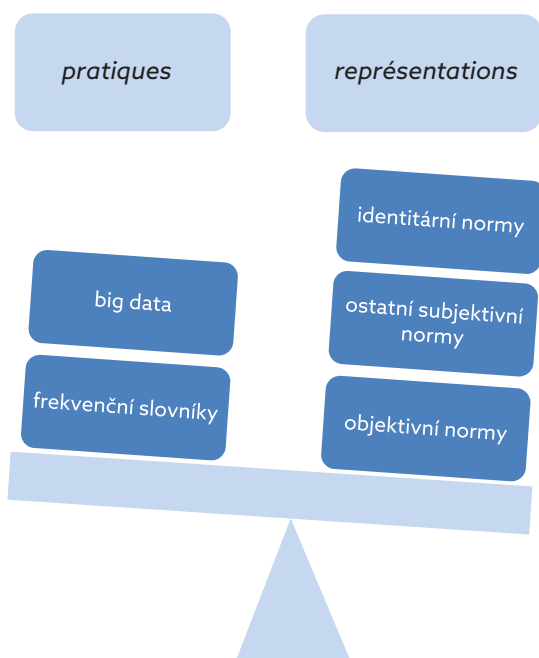 pratiques
représentations
identitární normy
big data
ostatní subjektivní
normy
frekvenční slovníky
objektivní normy